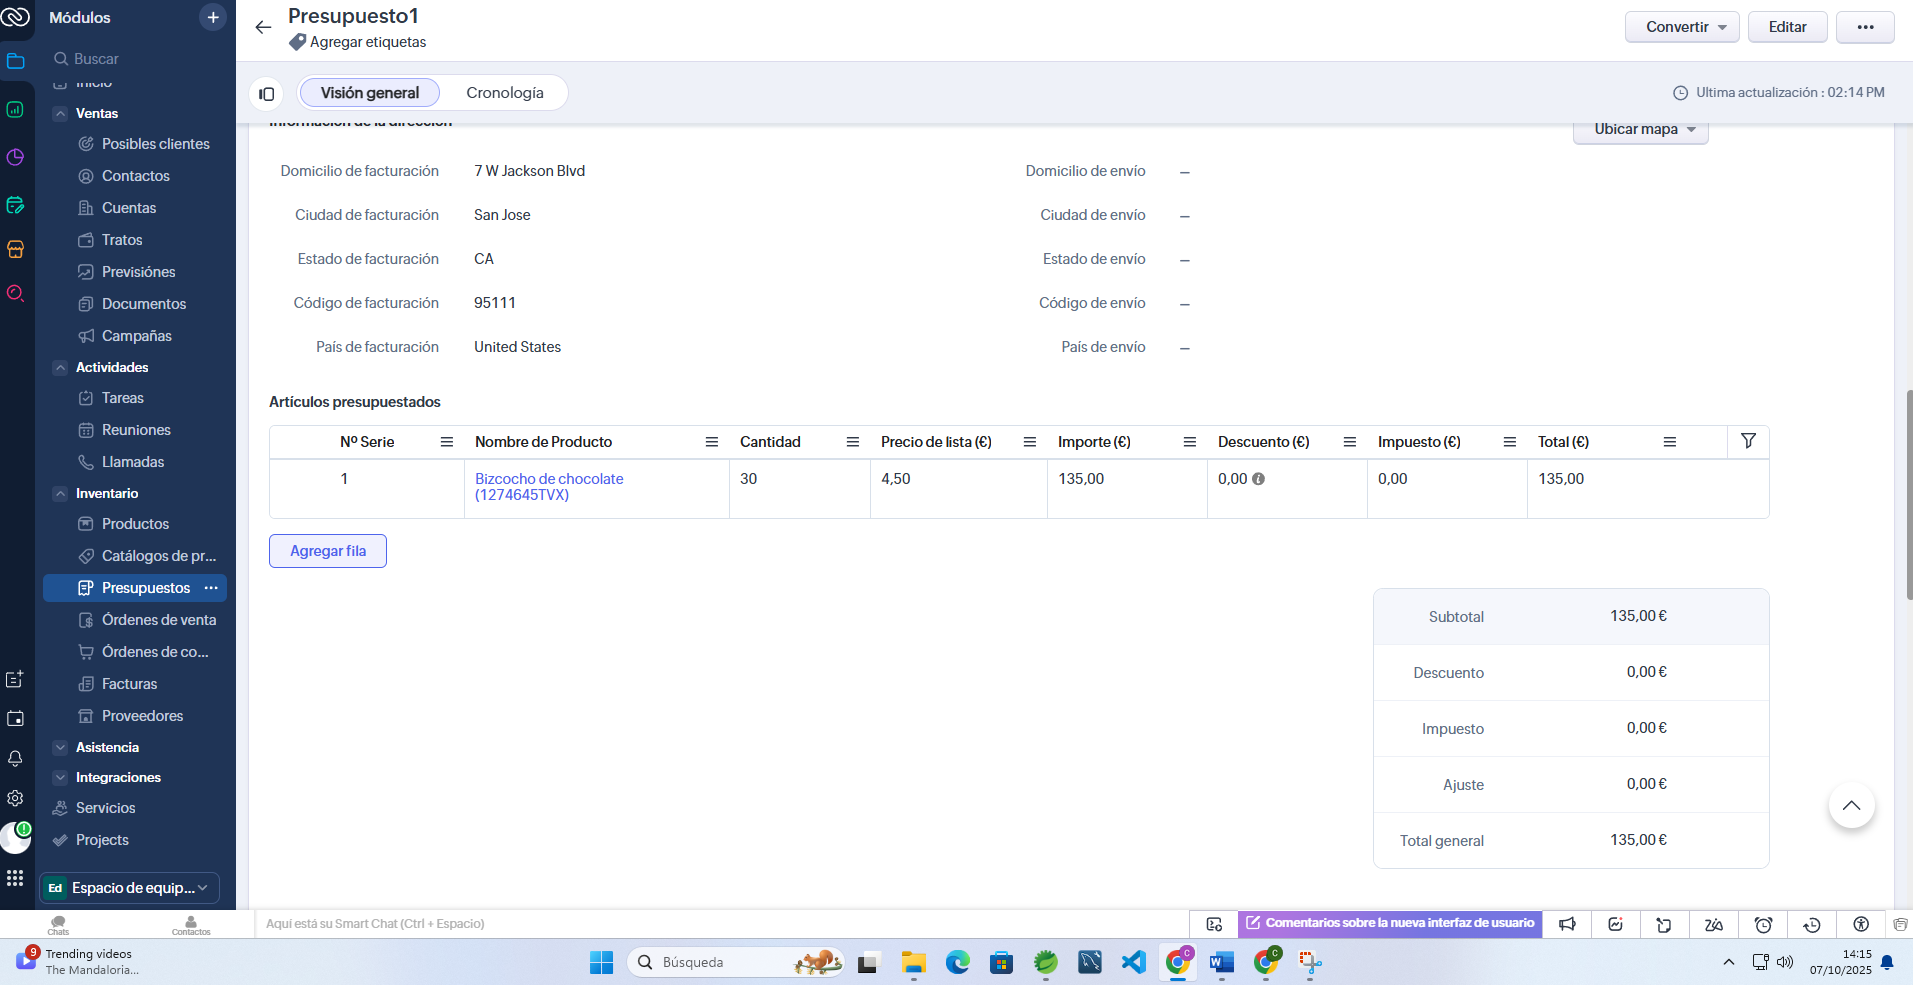 Módulos
Buscar
Inicio
Ventas
Posibles clientes
Contactos
Cuentas
Tratos
Previsiónes
Documentos
Campañas
Actividades
Tareas
Reuniones
Llamadas
Inventario
Productos
Catálogos de pr...
Presupuestos
Órdenes de venta
Órdenes de co...
Facturas
Proveedores
Asistencia
Integraciones
Servicios
Projects
Ed Espacio de equip...
Presupuesto1
Agregar etiquetas
Convertir
Editar
Visión general
Cronología
Ultima actualización : 02:14 PM
Información de la dirección
Ubicar mapa
Domicilio de facturación 7 W Jackson Blvd Domicilio de envío –
Ciudad de facturación San Jose Ciudad de envío –
Estado de facturación CA Estado de envío –
Código de facturación 95111 Código de envío –
País de facturación United States País de envío –
Artículos presupuestados
Nº Serie Nombre de Producto Cantidad Precio de lista (€) Importe (€) Descuento (€) Impuesto (€) Total (€)
1 Bizcocho de chocolate 30 4,50 135,00 0,00 0,00 135,00
(1274645TVX)
Agregar fila
Subtotal 135,00 €
Descuento 0,00 €
Impuesto 0,00 €
Ajuste 0,00 €
Total general 135,00 €
Chats
Contactos
Aquí está su Smart Chat (Ctrl + Espacio)
Comentarios sobre la nueva interfaz de usuario
9
Trending videos
The Mandaloria...
Búsqueda
C
C
14:15
07/10/2025